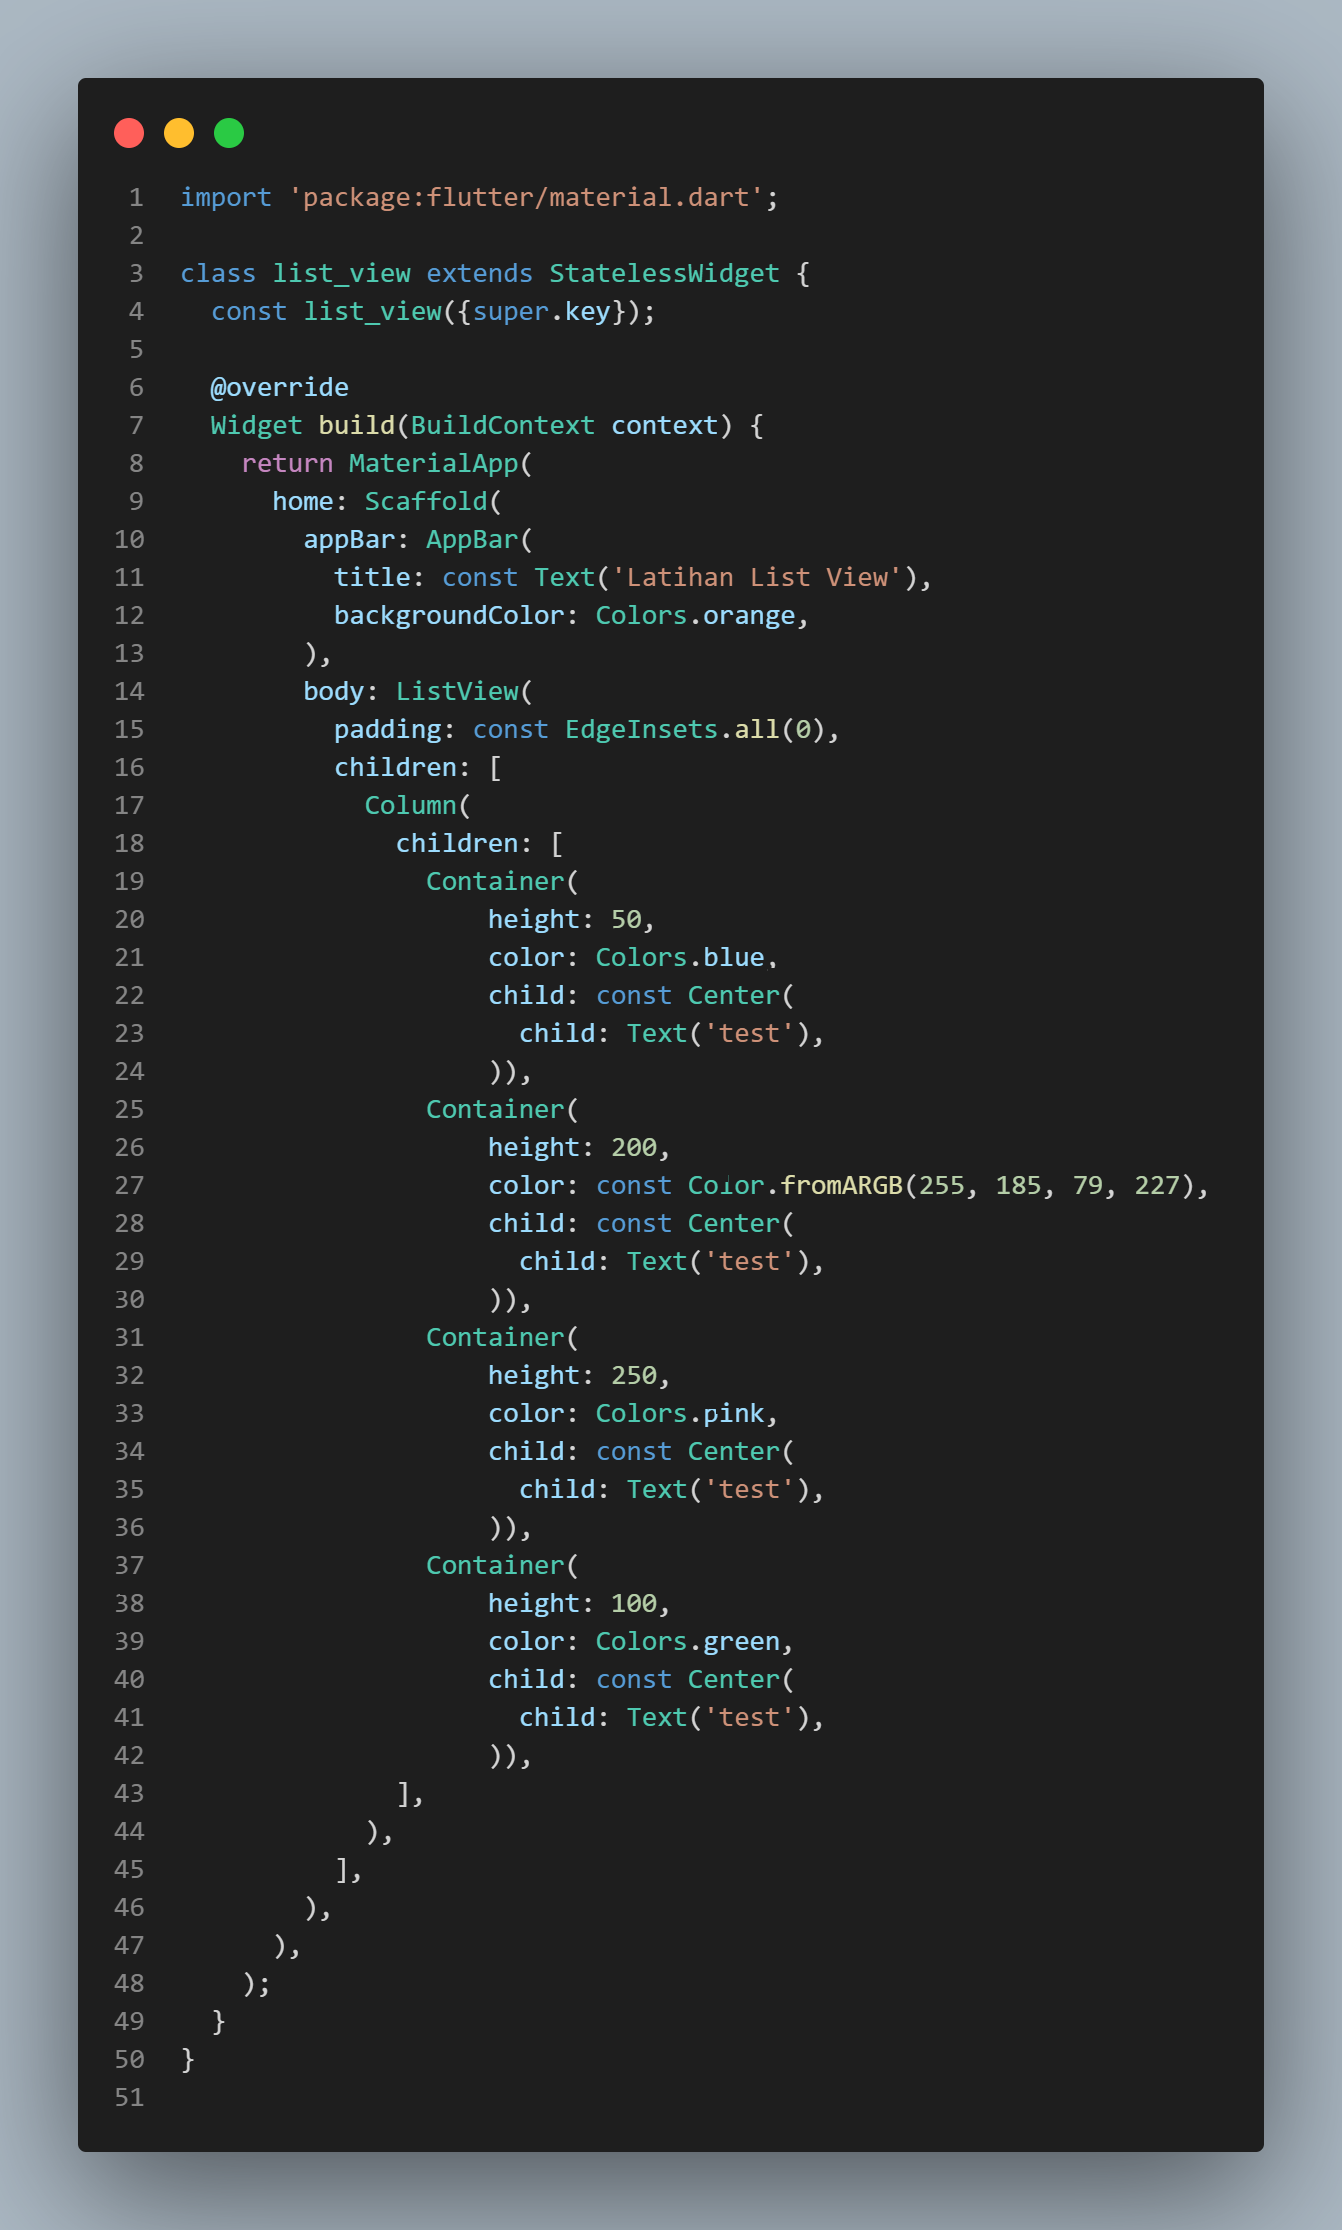 1 import 'package:flutter/material.dart';
2
3 class list_view extends StatelessWidget {
4   const list_view({super.key});
5
6   @override
7   Widget build(BuildContext context) {
8     return MaterialApp(
9       home: Scaffold(
10         appBar: AppBar(
11           title: const Text('Latihan List View'),
12           backgroundColor: Colors.orange,
13         ),
14         body: ListView(
15           padding: const EdgeInsets.all(0),
16           children: [
17             Column(
18               children: [
19                 Container(
20                     height: 50,
21                     color: Colors.blue,
22                     child: const Center(
23                       child: Text('test'),
24                     )),
25                 Container(
26                     height: 200,
27                     color: const Color.fromARGB(255, 185, 79, 227),
28                     child: const Center(
29                       child: Text('test'),
30                     )),
31                 Container(
32                     height: 250,
33                     color: Colors.pink,
34                     child: const Center(
35                       child: Text('test'),
36                     )),
37                 Container(
38                     height: 100,
39                     color: Colors.green,
40                     child: const Center(
41                       child: Text('test'),
42                     )),
43               ],
44             ),
45           ],
46         ),
47       ),
48     );
49   }
50 }
51